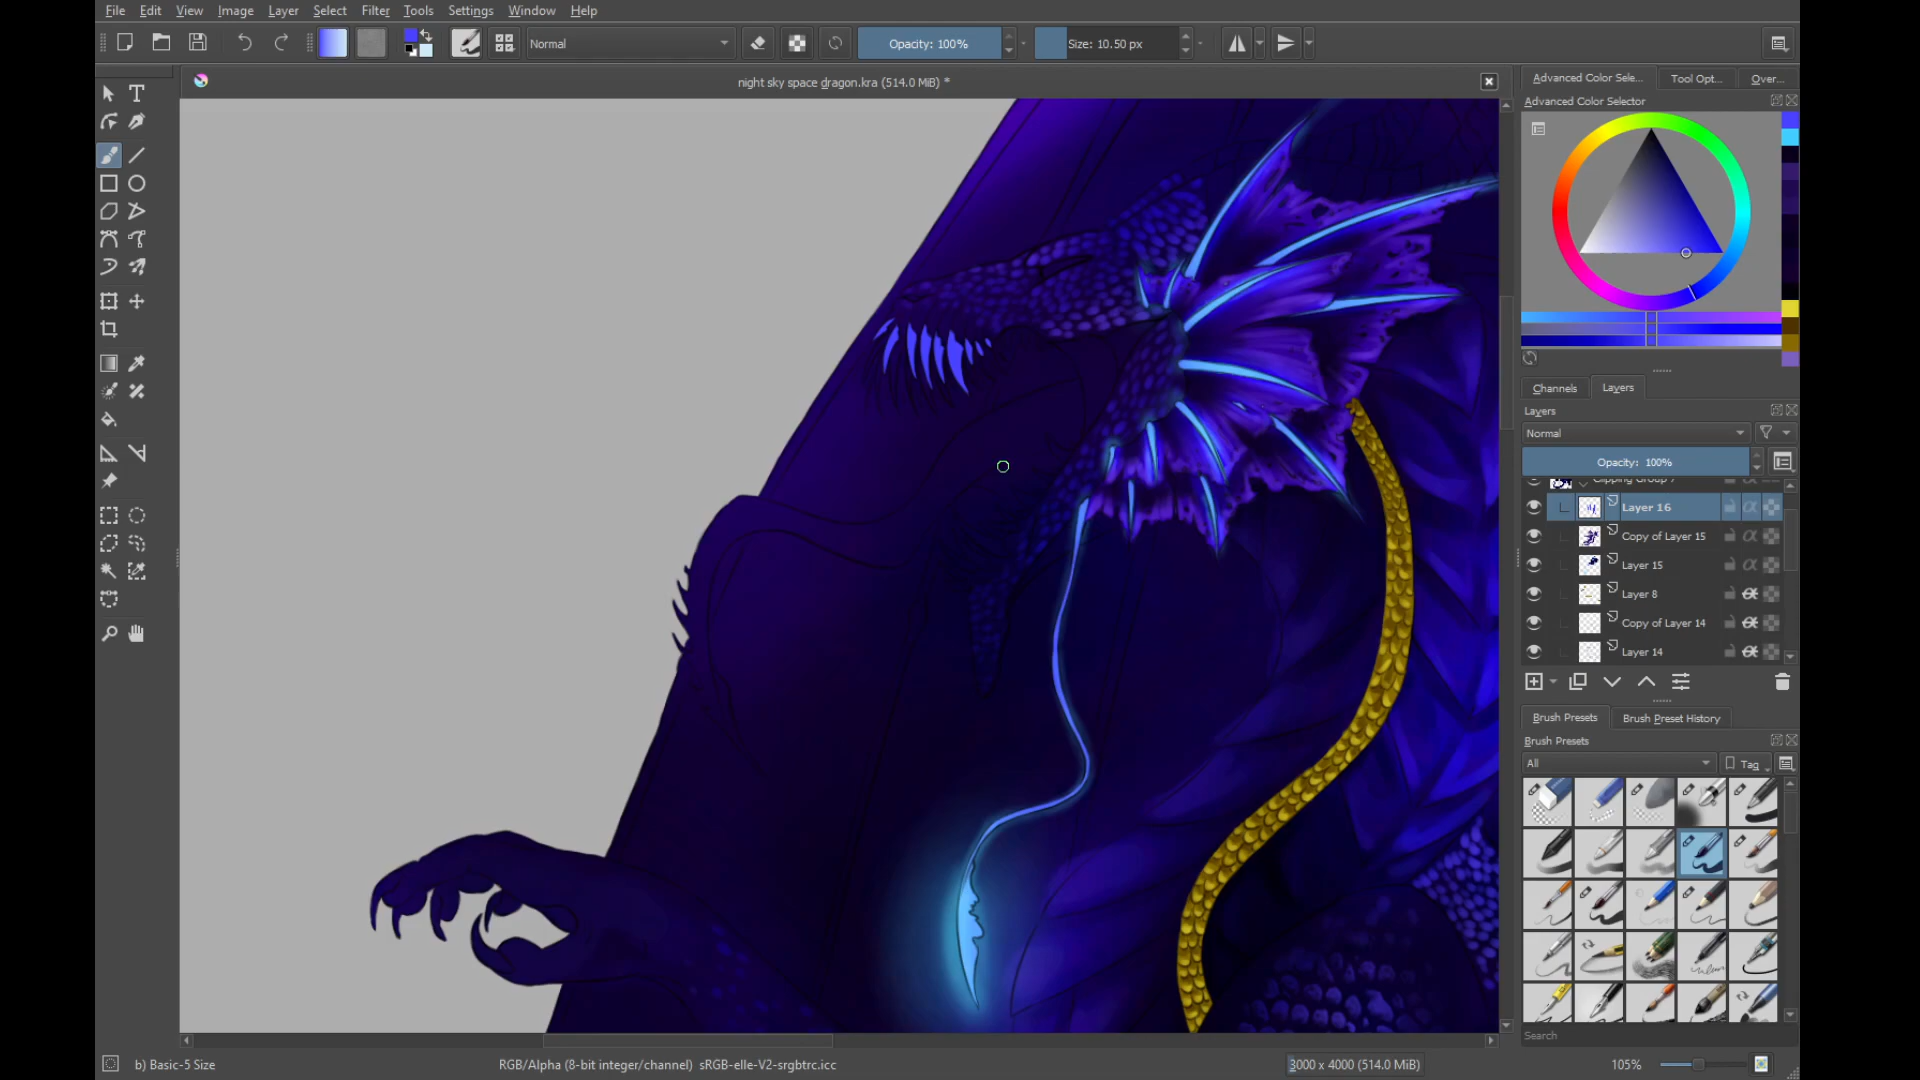 File Edit View Image Layer Select Filter Tools Settings Window Help
Normal Opacity: 100% Size: 10.50 px
night sky space dragon.kra (514.0 MiB) *
Advanced Color Sele... Tool Opt... Over...
Advanced Color Selector
Channels Layers
Layers
Normal
Opacity: 100%
Clipping Group 7
Layer 16
Copy of Layer 15
Layer 15
Layer 8
Copy of Layer 14
Layer 14
Brush Presets Brush Preset History
Brush Presets
All Tag
Search
b) Basic-5 Size RGB/Alpha (8-bit integer/channel) sRGB-elle-V2-srgbtrc.icc 3000 x 4000 (514.0 MiB) 105%